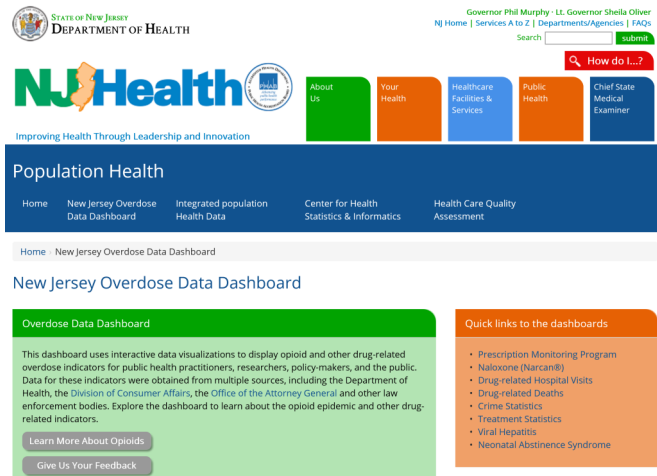 Governor Phil Murphy · Lt. Governor Sheila Oliver
STATE OF NEW JERSEY
DEPARTMENT OF HEALTH
NJ Home | Services A to Z | Departments/Agencies | FAQs
Search submit
How do I...?
NJHealth
About Us
Your Health
Healthcare Facilities & Services
Public Health
Chief State Medical Examiner
Improving Health Through Leadership and Innovation
Population Health
Home
New Jersey Overdose Data Dashboard
Integrated population Health Data
Center for Health Statistics & Informatics
Health Care Quality Assessment
Home › New Jersey Overdose Data Dashboard
New Jersey Overdose Data Dashboard
Overdose Data Dashboard
This dashboard uses interactive data visualizations to display opioid and other drug-related
overdose indicators for public health practitioners, researchers, policy-makers, and the public.
Data for these indicators were obtained from multiple sources, including the Department of
Health, the Division of Consumer Affairs, the Office of the Attorney General and other law
enforcement bodies. Explore the dashboard to learn about the opioid epidemic and other drug-
related indicators.
Learn More About Opioids
Give Us Your Feedback
Quick links to the dashboards
• Prescription Monitoring Program
• Naloxone (Narcan®)
• Drug-related Hospital Visits
• Drug-related Deaths
• Crime Statistics
• Treatment Statistics
• Viral Hepatitis
• Neonatal Abstinence Syndrome